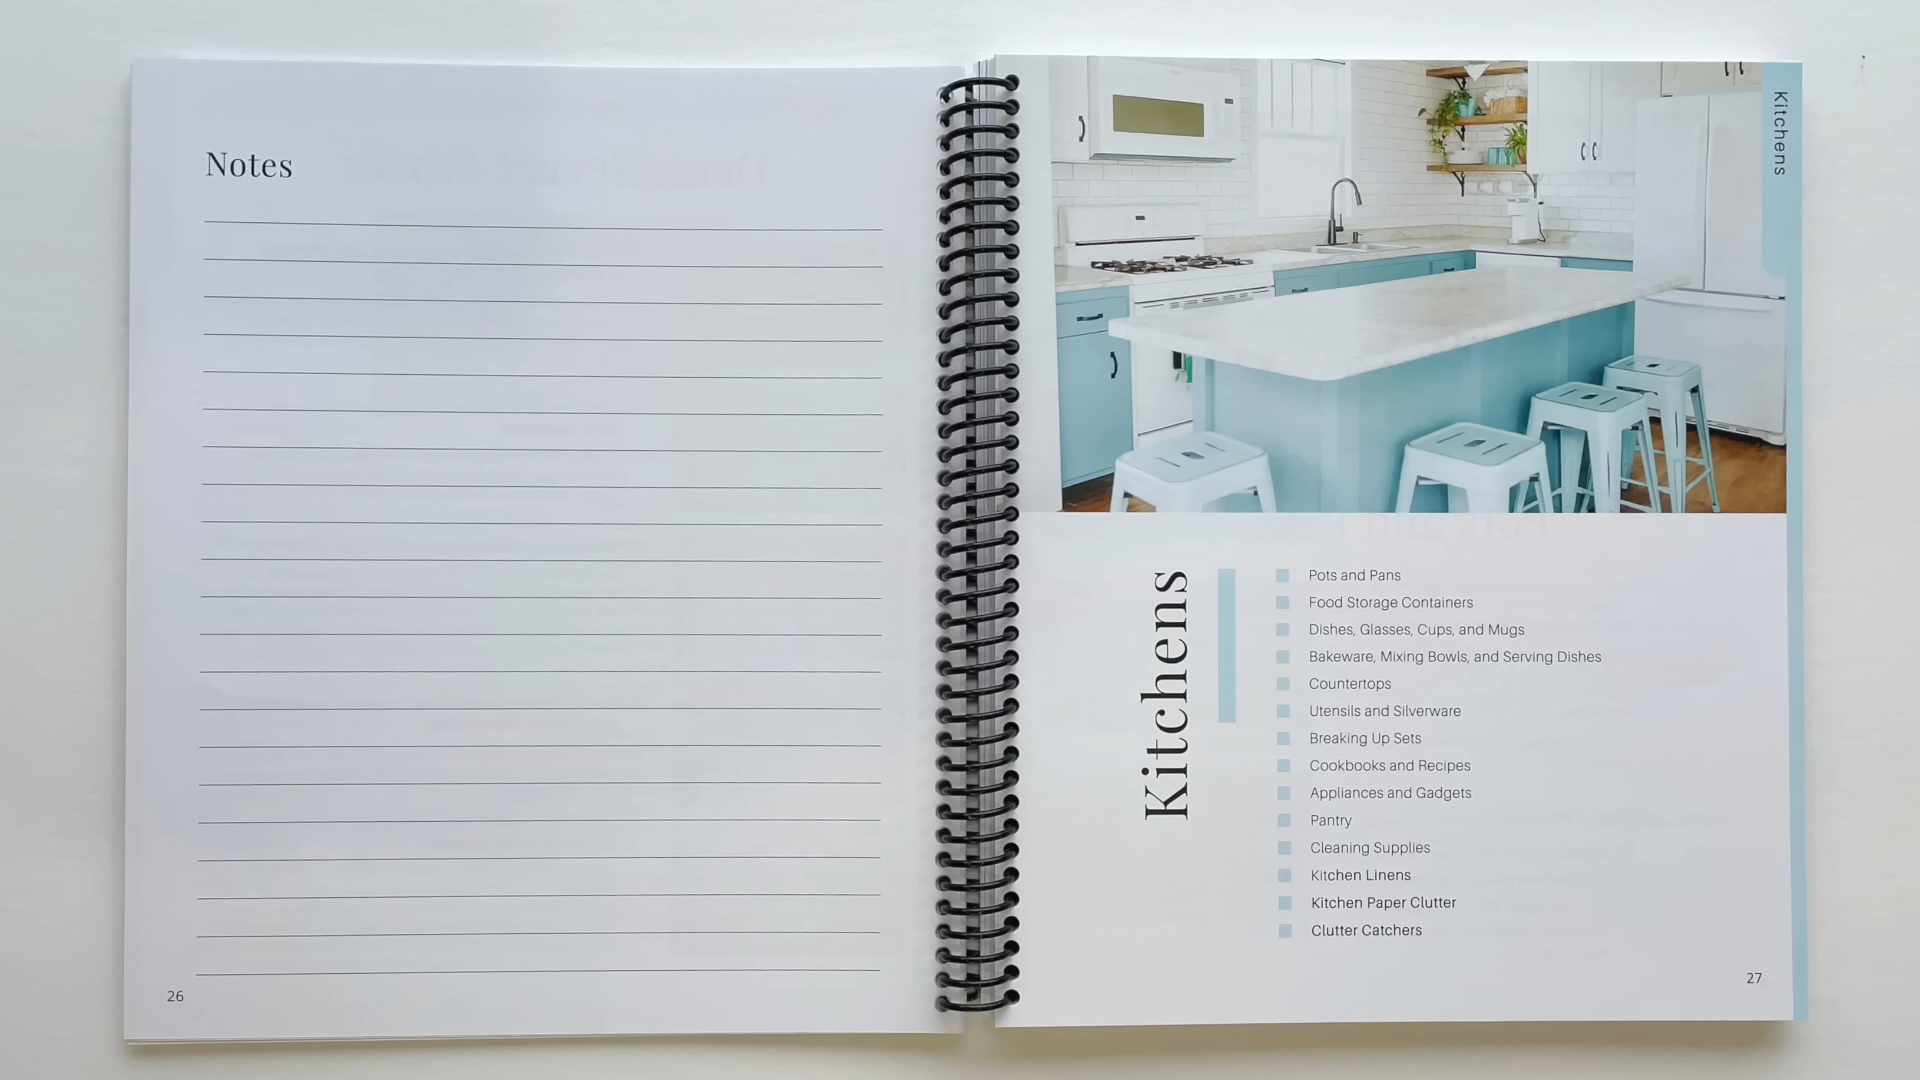 Notes
26
Kitchens
Kitchens
Pots and Pans
Food Storage Containers
Dishes, Glasses, Cups, and Mugs
Bakeware, Mixing Bowls, and Serving Dishes
Countertops
Utensils and Silverware
Breaking Up Sets
Cookbooks and Recipes
Appliances and Gadgets
Pantry
Cleaning Supplies
Kitchen Linens
Kitchen Paper Clutter
Clutter Catchers
27